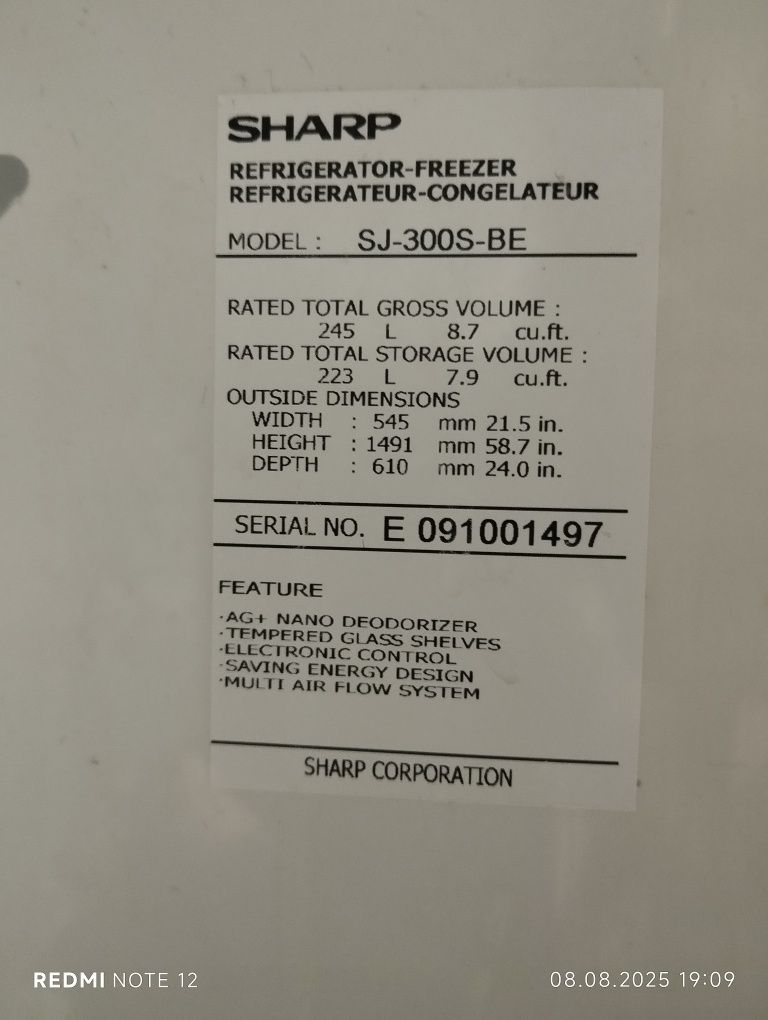 SHARP
REFRIGERATOR-FREEZER
REFRIGERATEUR-CONGELATEUR
MODEL : SJ-300S-BE
RATED TOTAL GROSS VOLUME :
245 L 8.7 cu.ft.
RATED TOTAL STORAGE VOLUME :
223 L 7.9 cu.ft.
OUTSIDE DIMENSIONS
WIDTH : 545 mm 21.5 in.
HEIGHT : 1491 mm 58.7 in.
DEPTH : 610 mm 24.0 in.
SERIAL NO. E 091001497
FEATURE
·AG+ NANO DEODORIZER
·TEMPERED GLASS SHELVES
·ELECTRONIC CONTROL
·SAVING ENERGY DESIGN
·MULTI AIR FLOW SYSTEM
SHARP CORPORATION
REDMI NOTE 12 08.08.2025 19:09